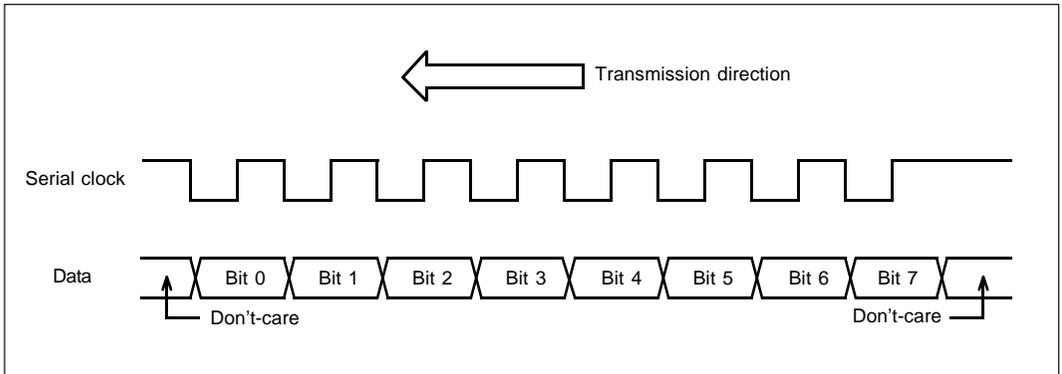 Transmission direction
Serial clock
Data
Bit 0
Bit 1
Bit 2
Bit 3
Bit 4
Bit 5
Bit 6
Bit 7
Don't-care
Don't-care